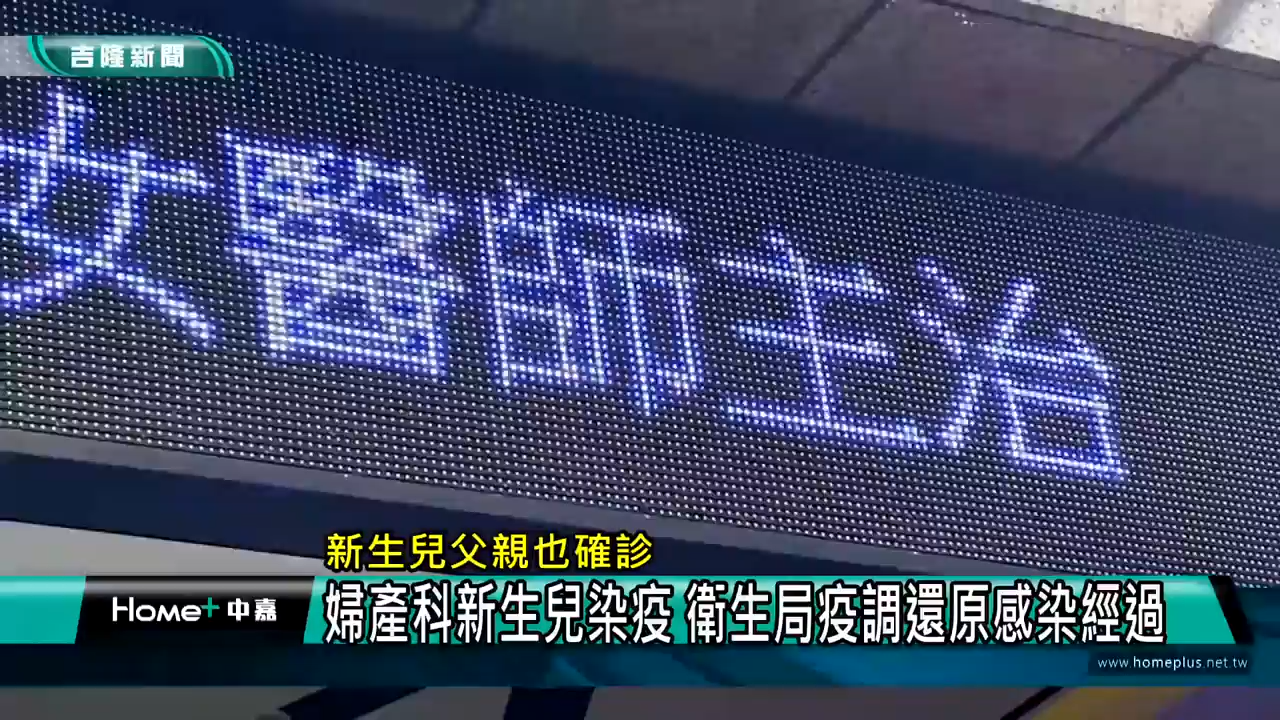 吉隆新聞
女醫師主治
新生兒父親也確診
Home+中嘉
婦產科新生兒染疫 衛生局疫調還原感染經過
www.homeplus.net.tw